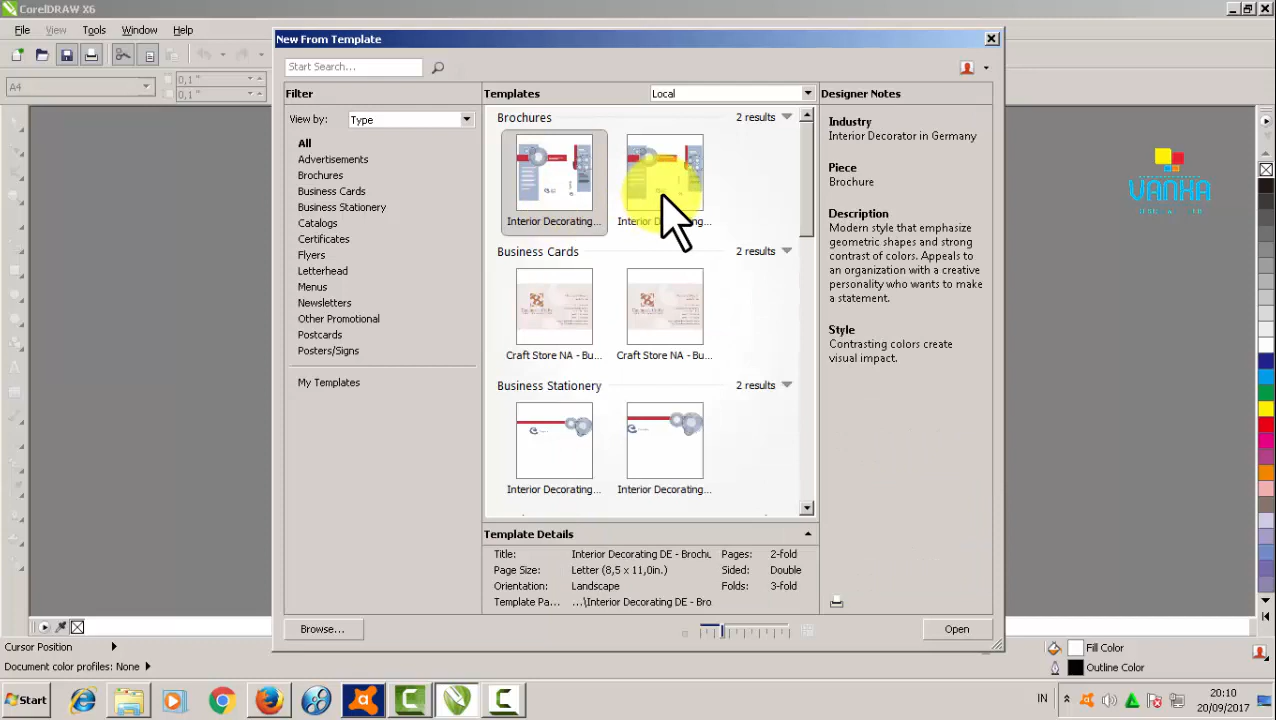 CorelDRAW X6
File View Tools Window Help
A4
0,1 "
0,1 "
New From Template
Start Search...
Filter
View by: Type
All
Advertisements
Brochures
Business Cards
Business Stationery
Catalogs
Certificates
Flyers
Letterhead
Menus
Newsletters
Other Promotional
Postcards
Posters/Signs
My Templates
Browse...
Templates Local
Brochures 2 results
Interior Decorating...
Business Cards 2 results
Craft Store NA - Bu... Craft Store NA - Bu...
Business Stationery 2 results
Interior Decorating... Interior Decorating...
Template Details
Title: Interior Decorating DE - Brochu Pages: 2-fold
Page Size: Letter (8,5 x 11,0in.) Sided: Double
Orientation: Landscape Folds: 3-fold
Template Pa... ...\Interior Decorating DE - Bro
Designer Notes
Industry
Interior Decorator in Germany
Piece
Brochure
Description
Modern style that emphasize
geometric shapes and strong
contrast of colors. Appeals to
an organization with a creative
personality who wants to make
a statement.
Style
Contrasting colors create
visual impact.
Open
VANHA
Cursor Position
Document color profiles: None
Fill Color
Outline Color
Start
IN
20:10
20/09/2017